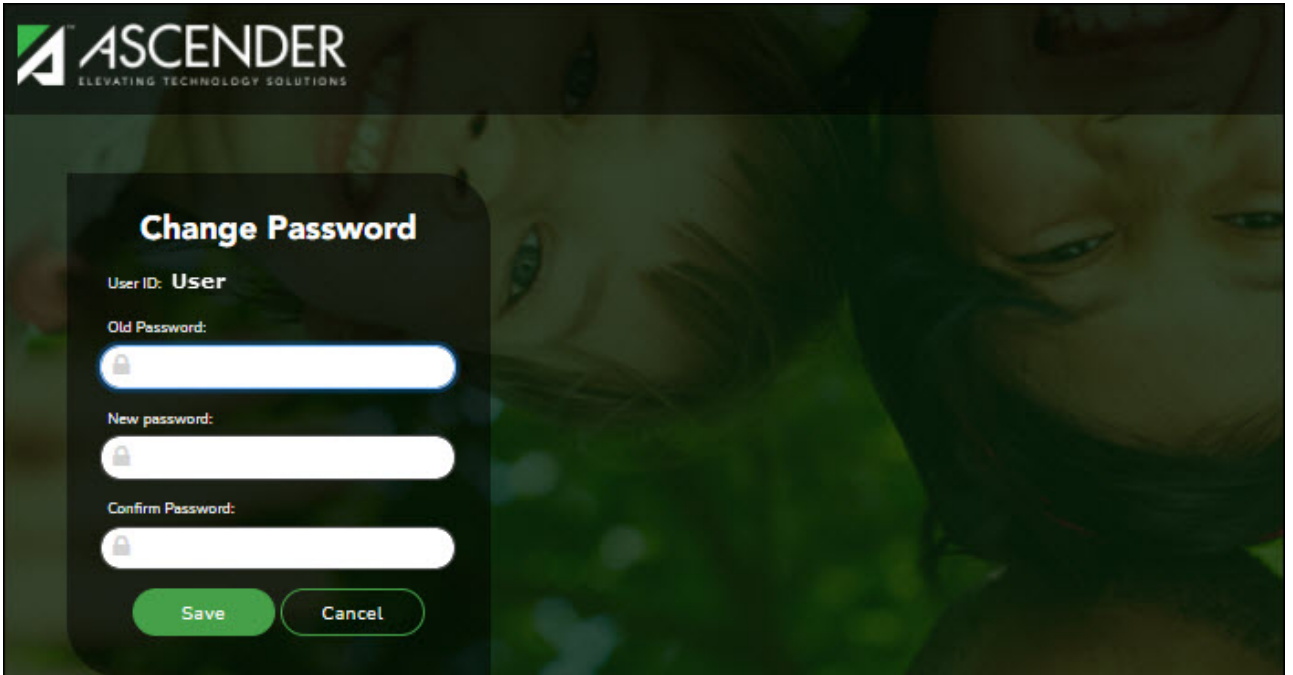 ASCENDER
ELEVATING TECHNOLOGY SOLUTIONS
Change Password
User ID: User
Old Password:
New password:
Confirm Password:
Save Cancel